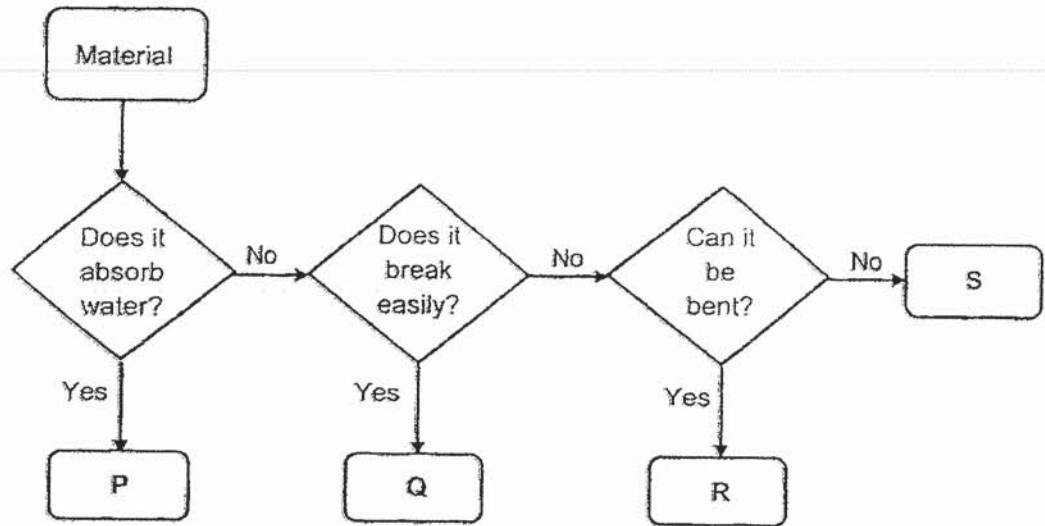 Material
Does it
absorb
water?
No
Does it
break
easily?
No
Can it
be
bent?
No
S
Yes
Yes
Yes
P
Q
R